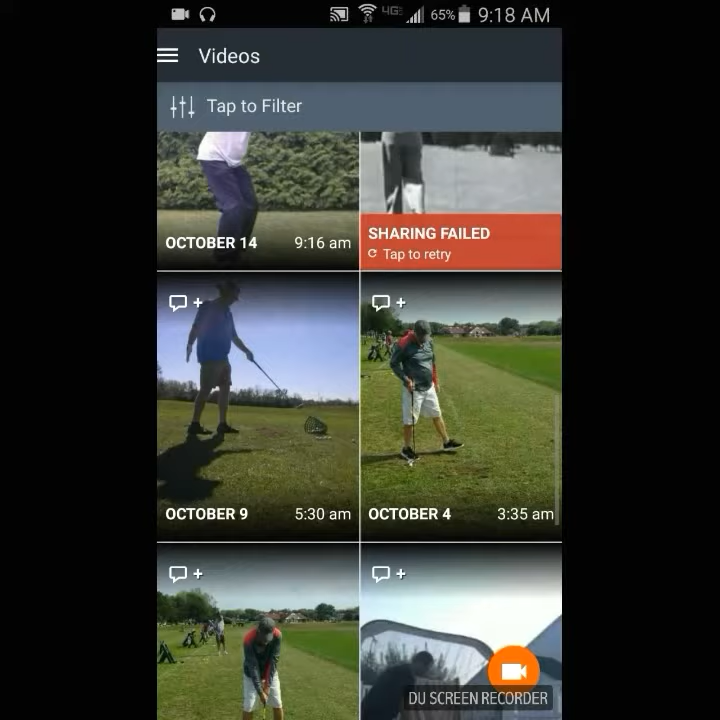 4G 65% 9:18 AM
Videos
Tap to Filter
OCTOBER 14 9:16 am
SHARING FAILED
Tap to retry
OCTOBER 9 5:30 am
OCTOBER 4 3:35 am
DU SCREEN RECORDER